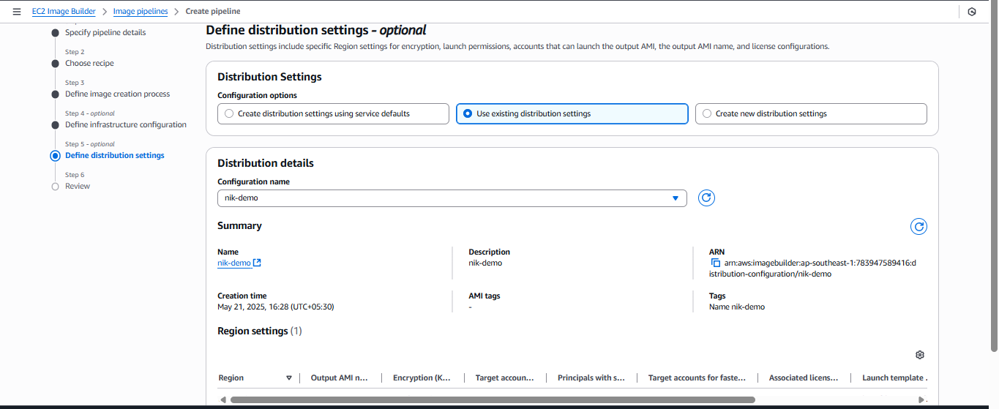 EC2 Image Builder > Image pipelines > Create pipeline
Specify pipeline details
Step 2
Choose recipe
Step 3
Define image creation process
Step 4 - optional
Define infrastructure configuration
Step 5 - optional
Define distribution settings
Step 6
Review
Define distribution settings - optional
Distribution settings include specific Region settings for encryption, launch permissions, accounts that can launch the output AMI, the output AMI name, and license configurations.
Distribution Settings
Configuration options
Create distribution settings using service defaults
Use existing distribution settings
Create new distribution settings
Distribution details
Configuration name
nik-demo
Summary
Name
nik-demo
Description
nik-demo
ARN
arn:aws:imagebuilder:ap-southeast-1:783947589416:d
istribution-configuration/nik-demo
Creation time
May 21, 2025, 16:28 (UTC+05:30)
AMI tags
-
Tags
Name nik-demo
Region settings (1)
Region
Output AMI n...
Encryption (K...
Target accoun...
Principals with s...
Target accounts for faste...
Associated licens...
Launch template .